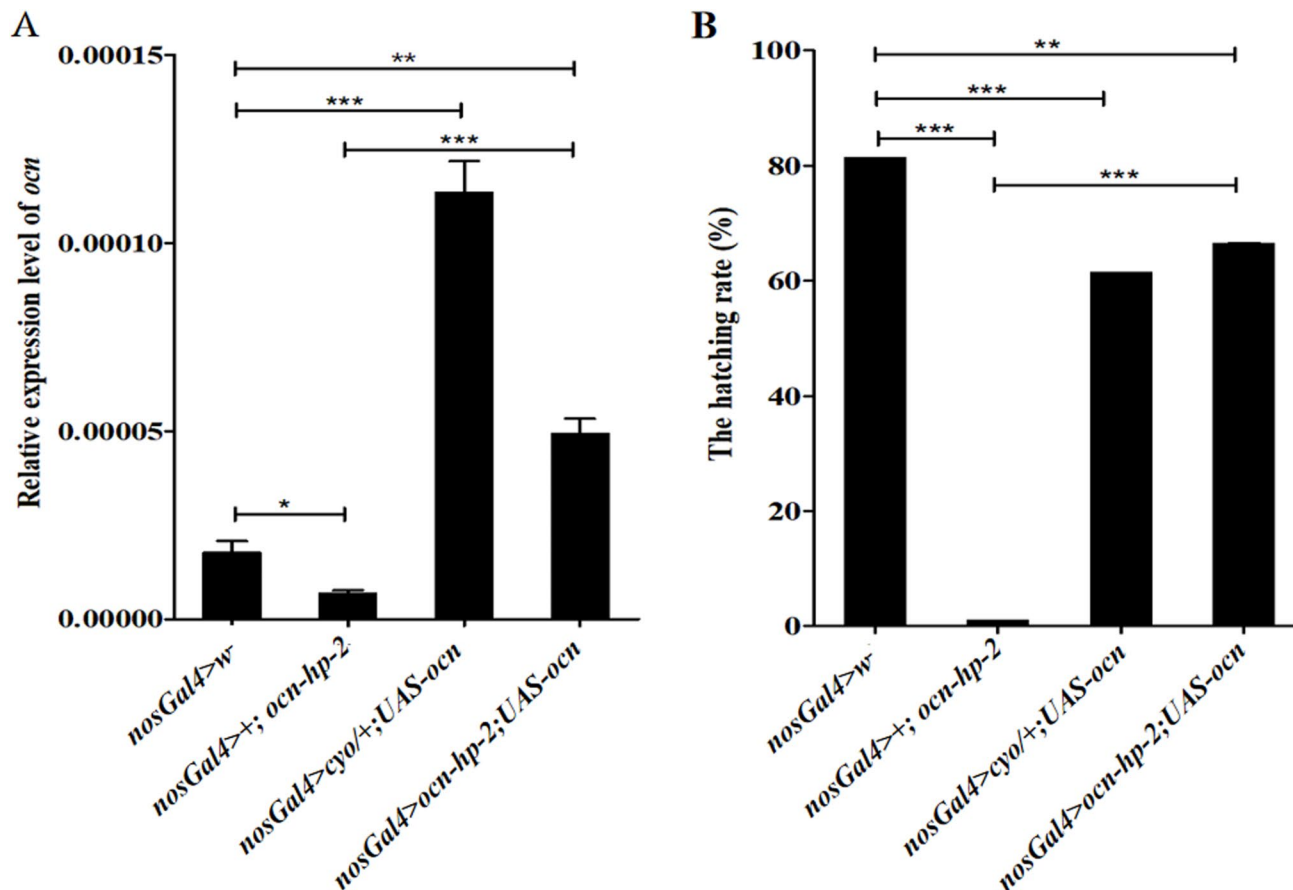 A
Relative expression level of ocn
0.00015
0.00010
0.00005
0.00000
**
***
***
*
nosGal4>w-
nosGal4>+; ocn-hp-2
nosGal4>cyo/+;UAS-ocn
nosGal4>ocn-hp-2;UAS-ocn
B
The hatching rate (%)
100
80
60
40
20
0
**
***
***
***
nosGal4>w-
nosGal4>+; ocn-hp-2
nosGal4>cyo/+;UAS-ocn
nosGal4>ocn-hp-2;UAS-ocn